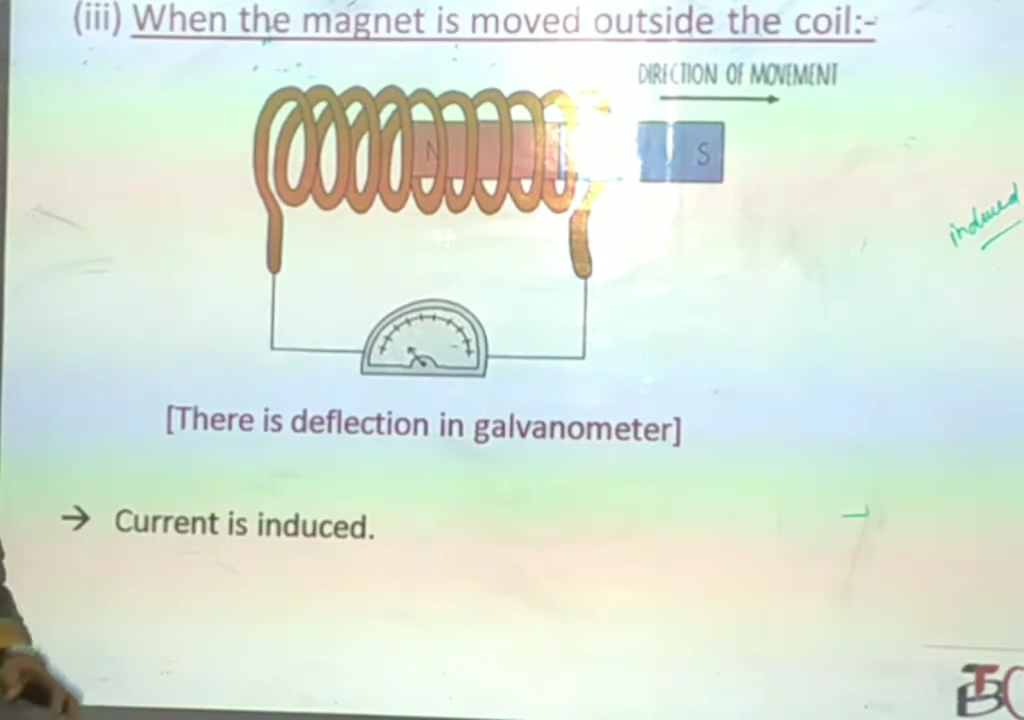 (iii) When the magnet is moved outside the coil:-
DIRECTION OF MOVEMENT
N
S
induced
[There is deflection in galvanometer]
→ Current is induced.